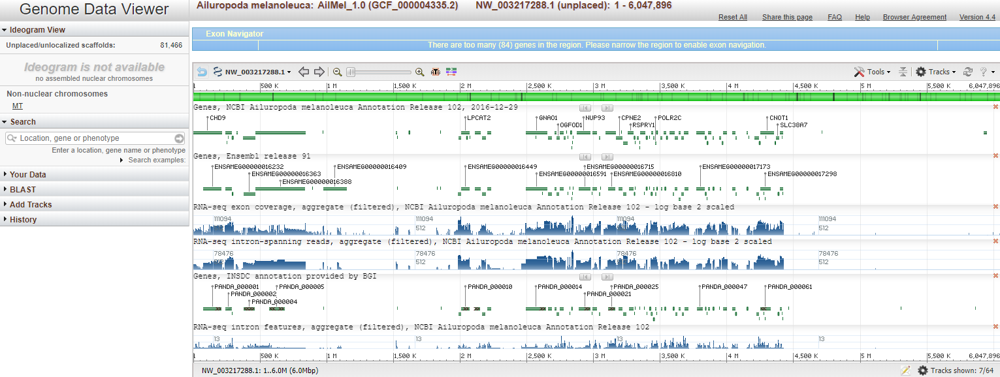 Genome Data Viewer
Ailuropoda melanoleuca: AilMel_1.0 (GCF_000004335.2) NW_003217288.1 (unplaced): 1 - 6,047,896
Reset All Share this page FAQ Help Browser Agreement Version 4.4
Ideogram View
Unplaced/unlocalized scaffolds: 81,466
Ideogram is not available
no assembled nuclear chromosomes
Non-nuclear chromosomes
MT
Search
Location, gene or phenotype
Enter a location, gene name or phenotype
Search examples:
Your Data
BLAST
Add Tracks
History
Exon Navigator
There are too many (84) genes in the region. Please narrow the region to enable exon navigation.
NW_003217288.1 ATG Tools Tracks ?
1 500 K 1 M 1,500 K 2 M 2,500 K 3 M 3,500 K 4 M 4,500 K 5 M 5,500 K 6,047,896
Genes, NCBI Ailuropoda melanoleuca Annotation Release 102, 2016-12-29
CHD9 LPCAT2 GNAO1 NUP93 CPNE2 POLR2C CNOT1
OGFOD1 RSPRY1 SLC38A7
Genes, Ensembl release 91
ENSAMEG00000016232 ENSAMEG00000016409 ENSAMEG00000016449 ENSAMEG00000016715 ENSAMEG00000017173
ENSAMEG00000016363 ENSAMEG00000016591 ENSAMEG00000016810 ENSAMEG00000017298
ENSAMEG00000016388
RNA-seq exon coverage, aggregate (filtered), NCBI Ailuropoda melanoleuca Annotation Release 102 - log base 2 scaled
111094 111094 111094 111094
512 512 512 512
RNA-seq intron-spanning reads, aggregate (filtered), NCBI Ailuropoda melanoleuca Annotation Release 102 - log base 2 scaled
78476 78476 78476 78476
512 512 512 512
Genes, INSDC annotation provided by BGI
PANDA_000001 PANDA_000005 PANDA_000010 PANDA_000014 PANDA_000025 PANDA_000047 PANDA_000061
PANDA_000002 PANDA_000021
PANDA_000004
RNA-seq intron features, aggregate (filtered), NCBI Ailuropoda melanoleuca Annotation Release 102
13 13 13 13
1 500 K 1 M 1,500 K 2 M 2,500 K 3 M 3,500 K 4 M 4,500 K 5 M 5,500 K 6,047,896
NW_003217288.1: 1..6.0M (6.0Mbp) Tracks shown: 7/64